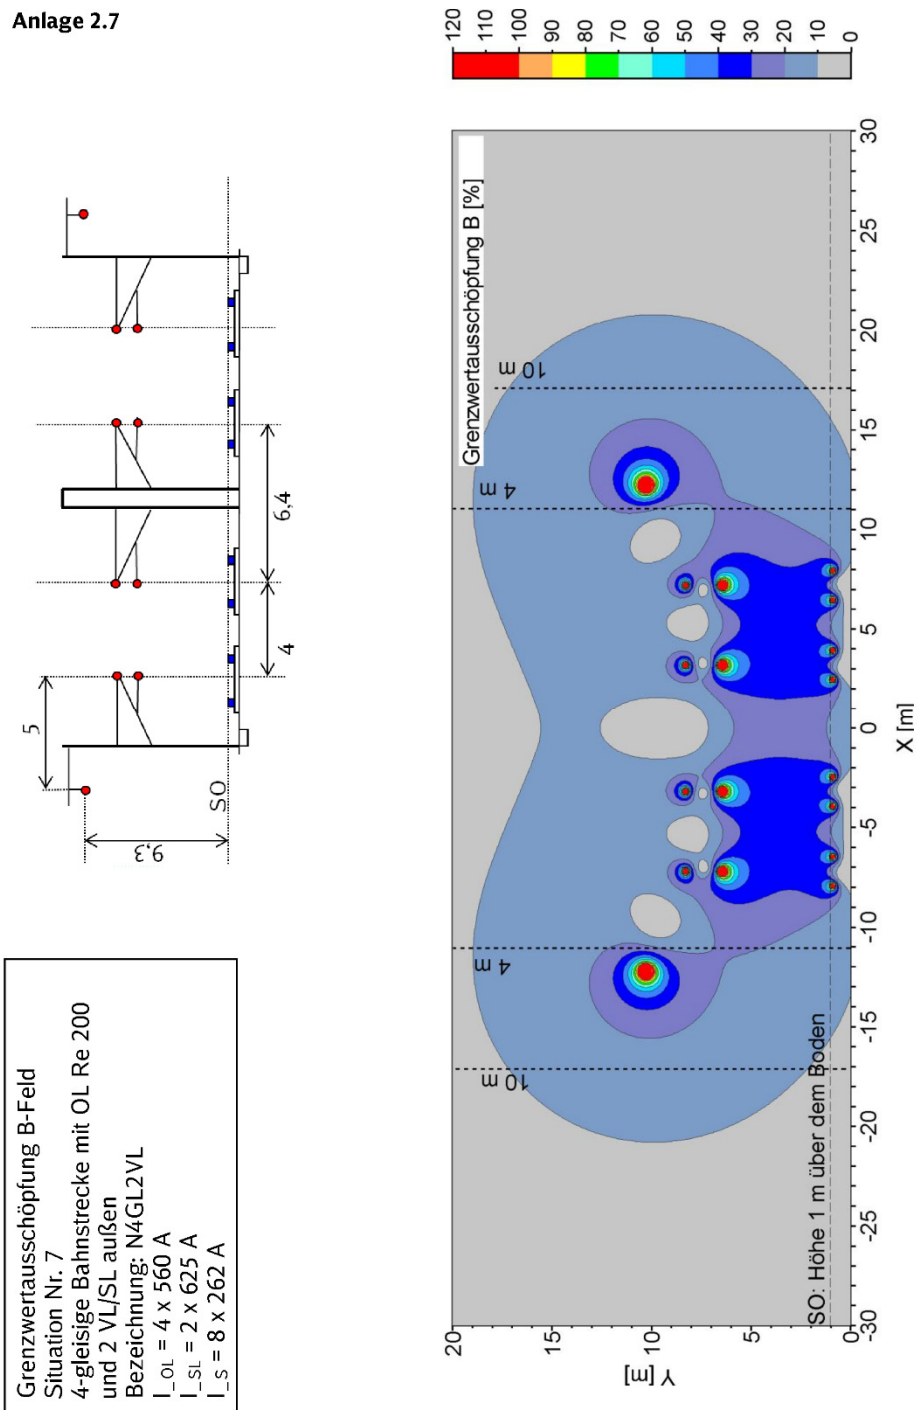 Anlage 2.7
Grenzwertausschöpfung B-Feld
Situation Nr. 7
4-gleisige Bahnstrecke mit OL Re 200
und 2 VL/SL außen
Bezeichnung: N4GL2VL
I_OL = 4 x 560 A
I_SL = 2 x 625 A
I_S = 8 x 262 A
9,3
SO
5
4
6,4
Grenzwertausschöpfung B [%]
120
110
100
90
80
70
60
50
40
30
20
10
0
10 m
4 m
4 m
10 m
SO: Höhe 1 m über dem Boden
Y [m]
20
15
10
5
0
-30
-25
-20
-15
-10
-5
0
5
10
15
20
25
30
X [m]